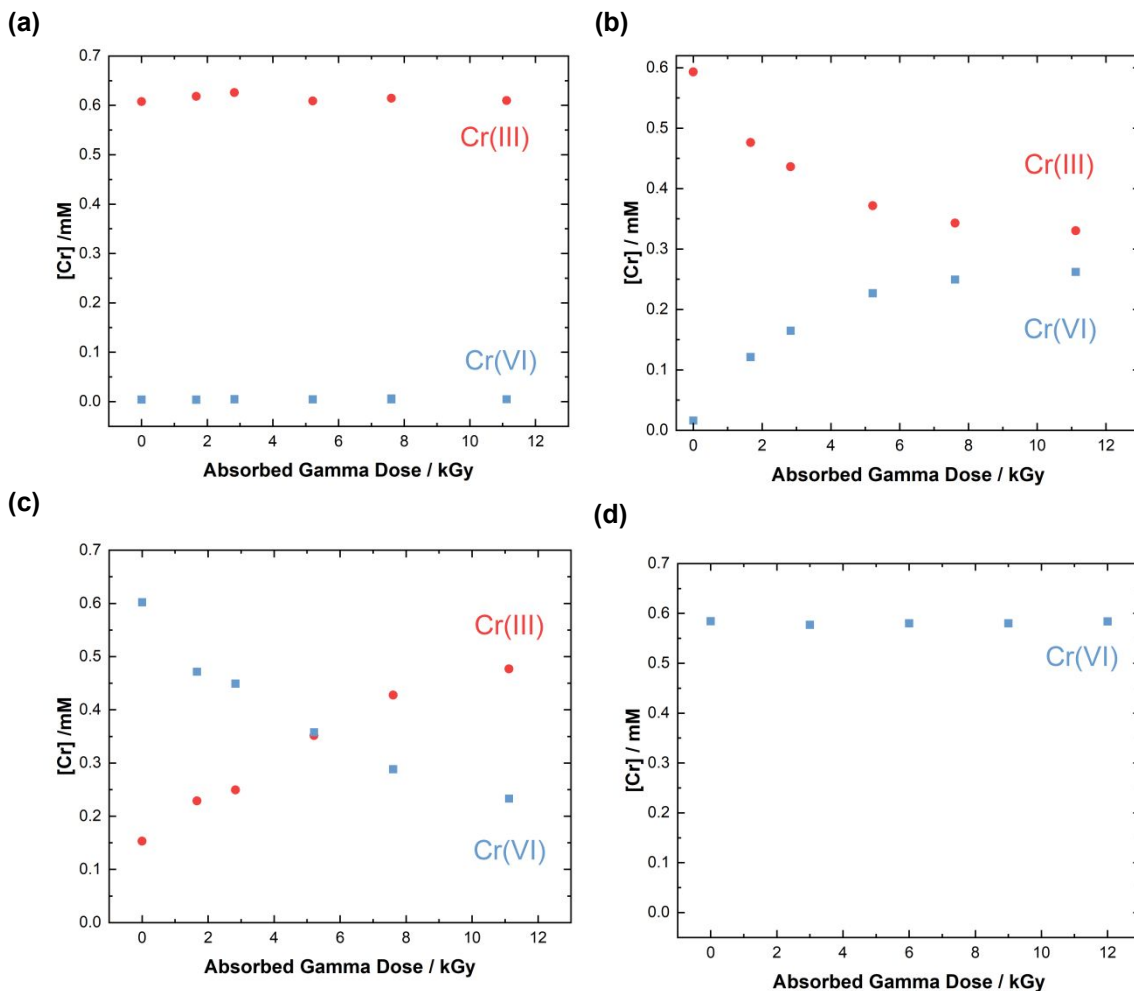 (a)
0.7
0.6
0.5
0.4
0.3
0.2
0.1
0.0
[Cr] /mM
Cr(III)
Cr(VI)
0 2 4 6 8 10 12
Absorbed Gamma Dose / kGy
(b)
0.6
0.5
0.4
0.3
0.2
0.1
0.0
[Cr] / mM
Cr(III)
Cr(VI)
0 2 4 6 8 10 12
Absorbed Gamma Dose / kGy
(c)
0.7
0.6
0.5
0.4
0.3
0.2
0.1
0.0
[Cr] /mM
Cr(III)
Cr(VI)
0 2 4 6 8 10 12
Absorbed Gamma Dose / kGy
(d)
0.7
0.6
0.5
0.4
0.3
0.2
0.1
0.0
[Cr] / mM
Cr(VI)
0 2 4 6 8 10 12
Absorbed Gamma Dose / kGy